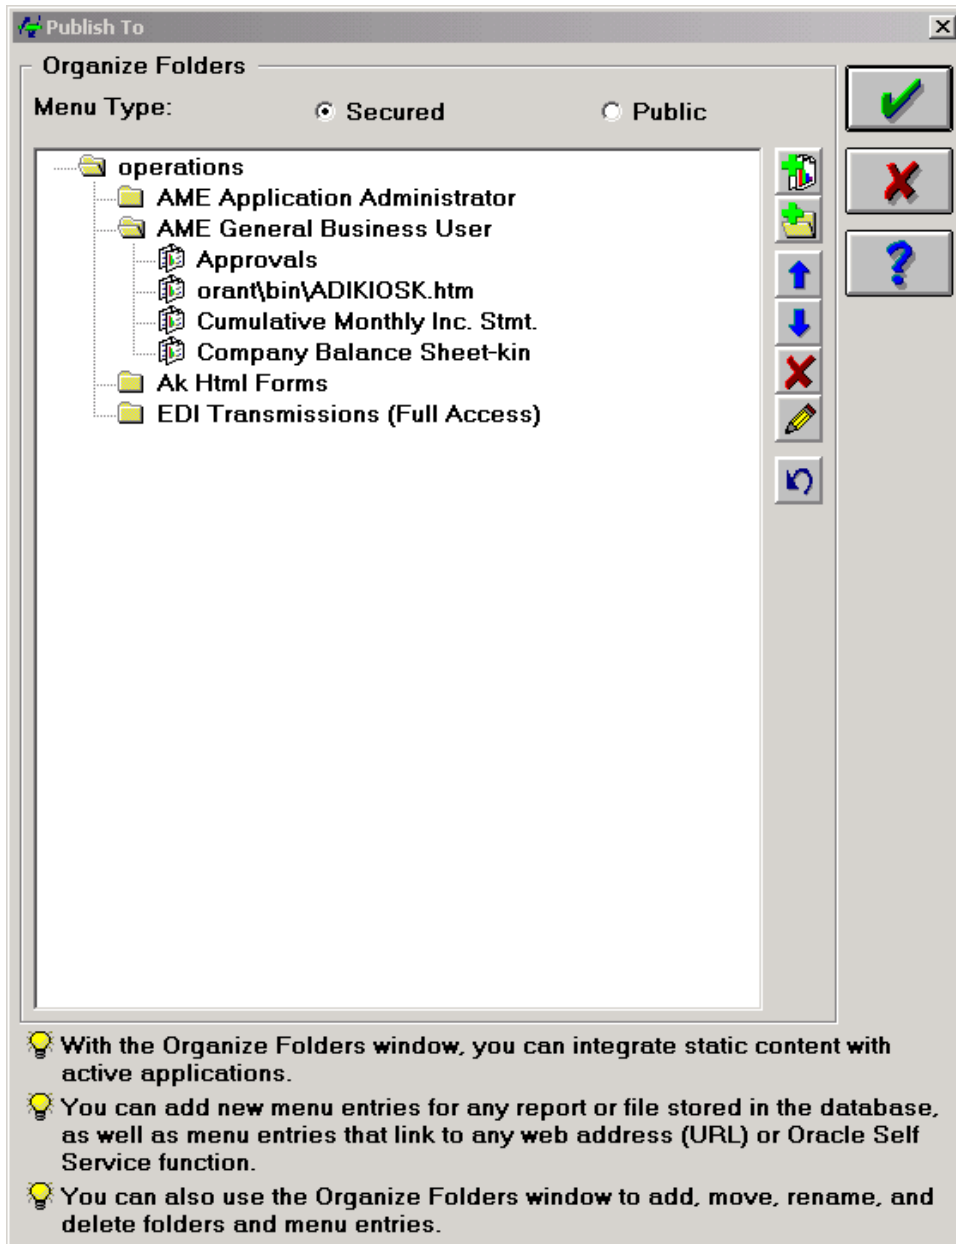 Publish To
Organize Folders
Menu Type:
Secured
Public
operations
AME Application Administrator
AME General Business User
Approvals
orant\bin\ADIKIOSK.htm
Cumulative Monthly Inc. Stmt.
Company Balance Sheet-kin
Ak Html Forms
EDI Transmissions (Full Access)
With the Organize Folders window, you can integrate static content with
active applications.
You can add new menu entries for any report or file stored in the database,
as well as menu entries that link to any web address (URL) or Oracle Self
Service function.
You can also use the Organize Folders window to add, move, rename, and
delete folders and menu entries.